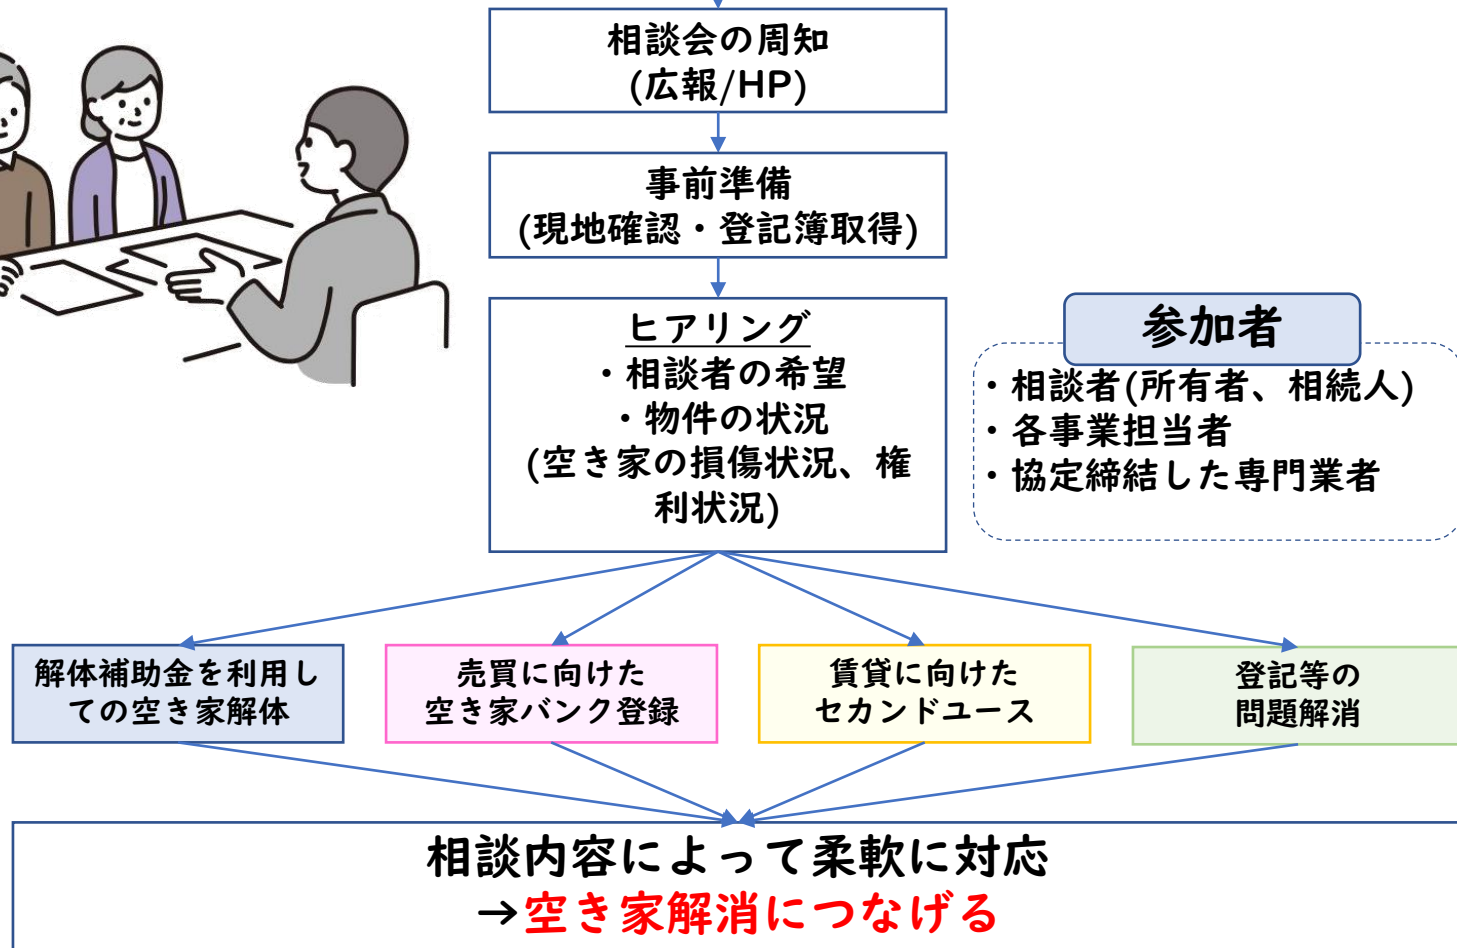 相談会の周知
(広報/HP)
事前準備
(現地確認・登記簿取得)
ヒアリング
・相談者の希望
・物件の状況
(空き家の損傷状況、権
利状況)
参加者
・相談者(所有者、相続人)
・各事業担当者
・協定締結した専門業者
解体補助金を利用し
ての空き家解体
売買に向けた
空き家バンク登録
賃貸に向けた
セカンドユース
登記等の
問題解消
相談内容によって柔軟に対応
→空き家解消につなげる